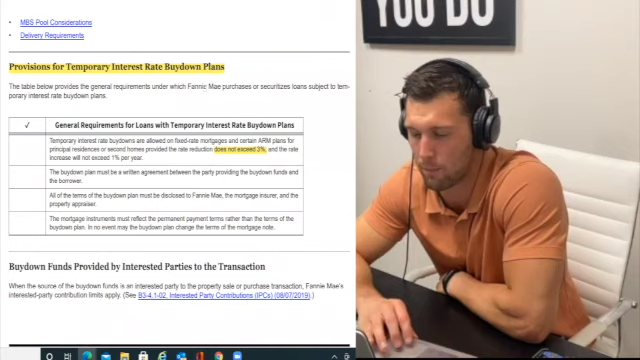 MBS Pool Considerations
Delivery Requirements
Provisions for Temporary Interest Rate Buydown Plans
The table below provides the general requirements under which Fannie Mae purchases or securitizes loans subject to tem-
porary interest rate buydown plans.
✓ General Requirements for Loans with Temporary Interest Rate Buydown Plans
Temporary interest rate buydowns are allowed on fixed-rate mortgages and certain ARM plans for
principal residences or second homes provided the rate reduction does not exceed 3%, and the rate
increase will not exceed 1% per year.
The buydown plan must be a written agreement between the party providing the buydown funds and
the borrower.
All of the terms of the buydown plan must be disclosed to Fannie Mae, the mortgage insurer, and the
property appraiser.
The mortgage instruments must reflect the permanent payment terms rather than the terms of the
buydown plan. In no event may the buydown plan change the terms of the mortgage note.
Buydown Funds Provided by Interested Parties to the Transaction
When the source of the buydown funds is an interested party to the property sale or purchase transaction, Fannie Mae's
interested-party contribution limits apply. (See B3-4.1-02, Interested Party Contributions (IPCs) (08/07/2019).)
YOU DO